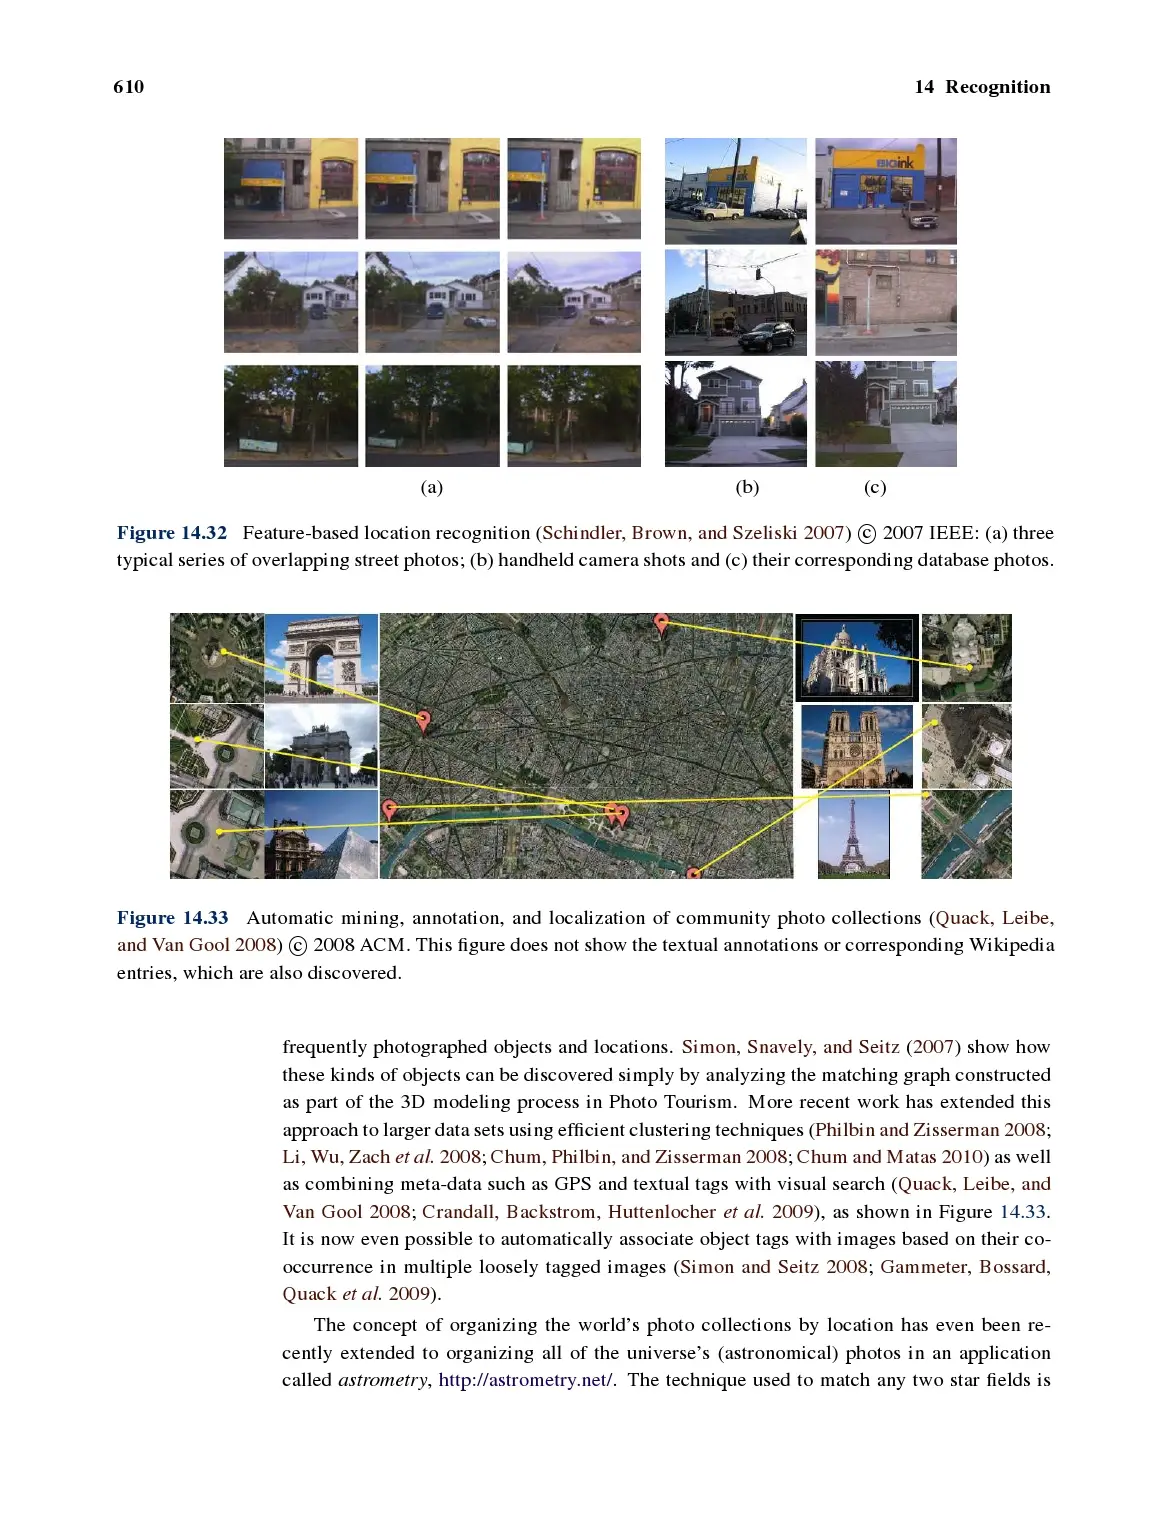 610
14 Recognition
BIGink
(a)
(b)
(c)
Figure 14.32 Feature-based location recognition (Schindler, Brown, and Szeliski 2007) © 2007 IEEE: (a) three
typical series of overlapping street photos; (b) handheld camera shots and (c) their corresponding database photos.
Figure 14.33 Automatic mining, annotation, and localization of community photo collections (Quack, Leibe,
and Van Gool 2008) © 2008 ACM. This figure does not show the textual annotations or corresponding Wikipedia
entries, which are also discovered.
frequently photographed objects and locations. Simon, Snavely, and Seitz (2007) show how
these kinds of objects can be discovered simply by analyzing the matching graph constructed
as part of the 3D modeling process in Photo Tourism. More recent work has extended this
approach to larger data sets using efficient clustering techniques (Philbin and Zisserman 2008;
Li, Wu, Zach et al. 2008; Chum, Philbin, and Zisserman 2008; Chum and Matas 2010) as well
as combining meta-data such as GPS and textual tags with visual search (Quack, Leibe, and
Van Gool 2008; Crandall, Backstrom, Huttenlocher et al. 2009), as shown in Figure 14.33.
It is now even possible to automatically associate object tags with images based on their co-
occurrence in multiple loosely tagged images (Simon and Seitz 2008; Gammeter, Bossard,
Quack et al. 2009).
The concept of organizing the world's photo collections by location has even been re-
cently extended to organizing all of the universe's (astronomical) photos in an application
called astrometry, http://astrometry.net/. The technique used to match any two star fields is